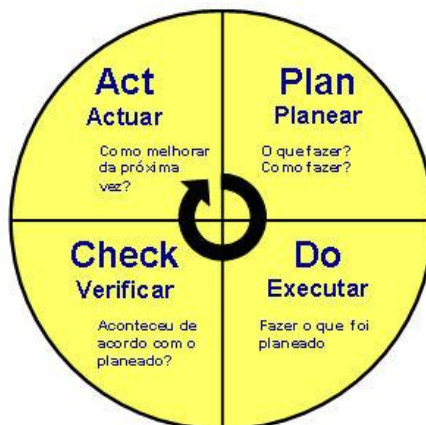 Act
Actuar
Como melhorar
da próxima
vez?
Plan
Planear
O que fazer?
Como fazer?
Check
Verificar
Aconteceu de
acordo com o
planeado?
Do
Executar
Fazer o que foi
planeado